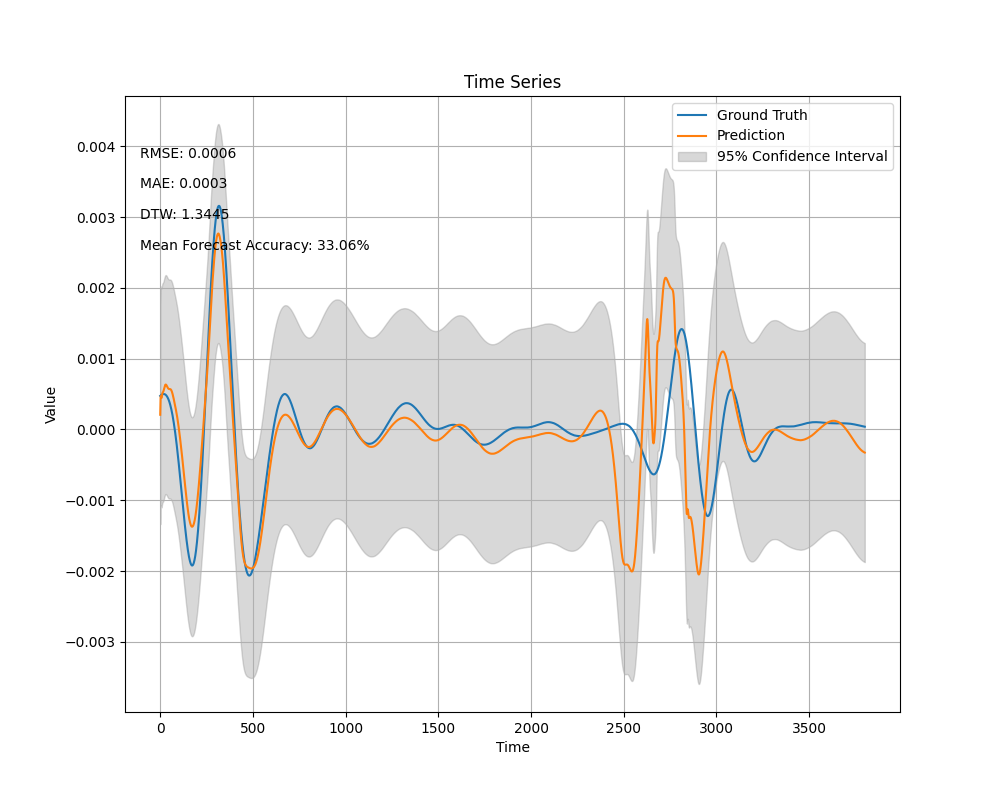 Time Series
Ground Truth
Prediction
95% Confidence Interval
RMSE: 0.0006
MAE: 0.0003
DTW: 1.3445
Mean Forecast Accuracy: 33.06%
Value
0.004
0.003
0.002
0.001
0.000
−0.001
−0.002
−0.003
0 500 1000 1500 2000 2500 3000 3500
Time